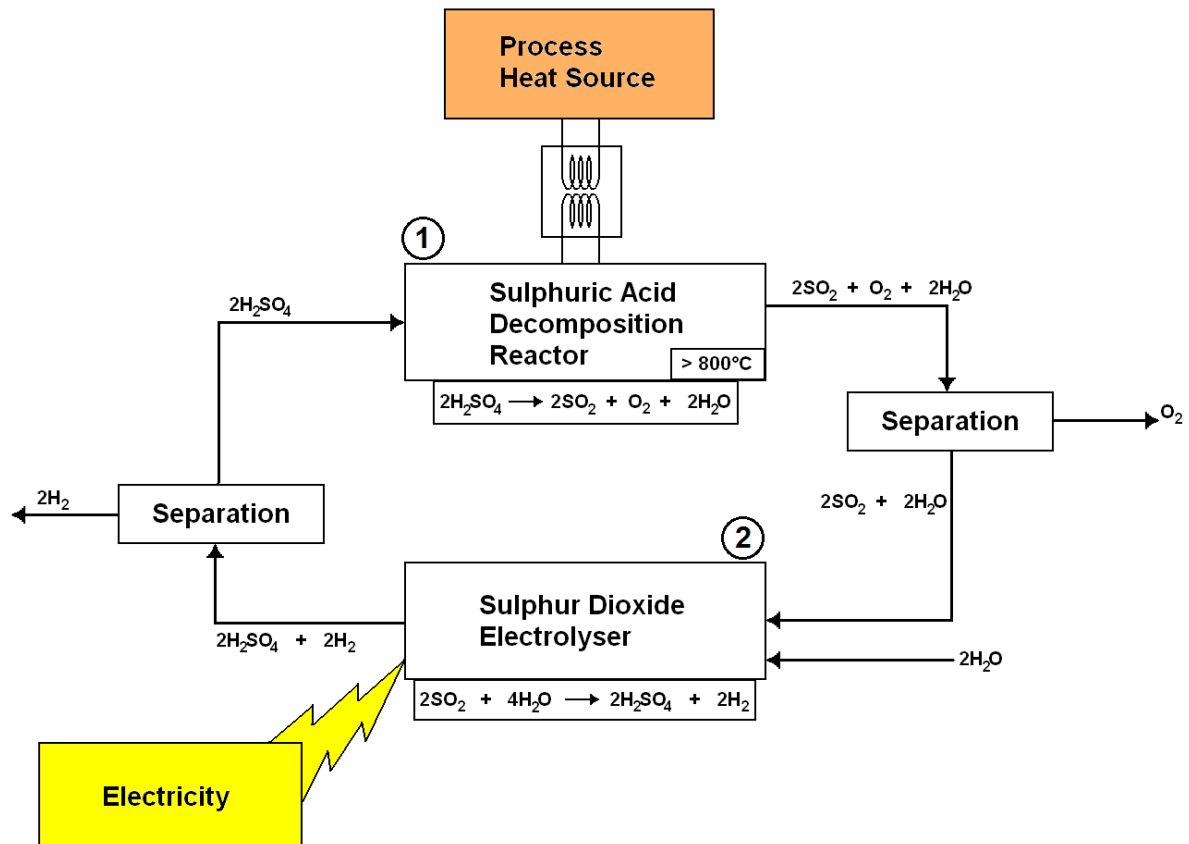 Process
Heat Source
1
2H₂SO₄
Sulphuric Acid
Decomposition
Reactor
> 800°C
2SO₂ + O₂ + 2H₂O
2H₂SO₄ → 2SO₂ + O₂ + 2H₂O
Separation
O₂
2SO₂ + 2H₂O
2H₂
Separation
2
Sulphur Dioxide
Electrolyser
2H₂SO₄ + 2H₂
2H₂O
2SO₂ + 4H₂O → 2H₂SO₄ + 2H₂
Electricity